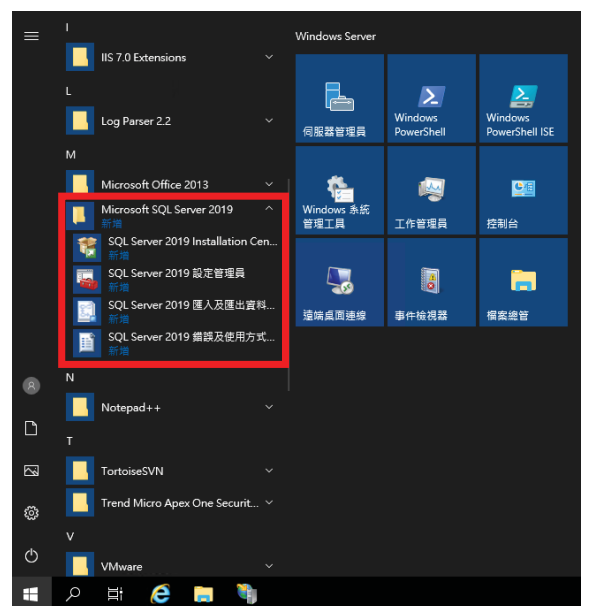 I
IIS 7.0 Extensions
L
Log Parser 2.2
M
Microsoft Office 2013
Microsoft SQL Server 2019
新增
SQL Server 2019 Installation Cen...
新增
SQL Server 2019 設定管理員
新增
SQL Server 2019 匯入及匯出資料...
新增
SQL Server 2019 錯誤及使用方式...
新增
N
Notepad++
T
TortoiseSVN
Trend Micro Apex One Securit...
V
VMware
Windows Server
伺服器管理員
Windows
PowerShell
Windows
PowerShell ISE
Windows 系統
管理工具
工作管理員
控制台
遠端桌面連線
事件檢視器
檔案總管